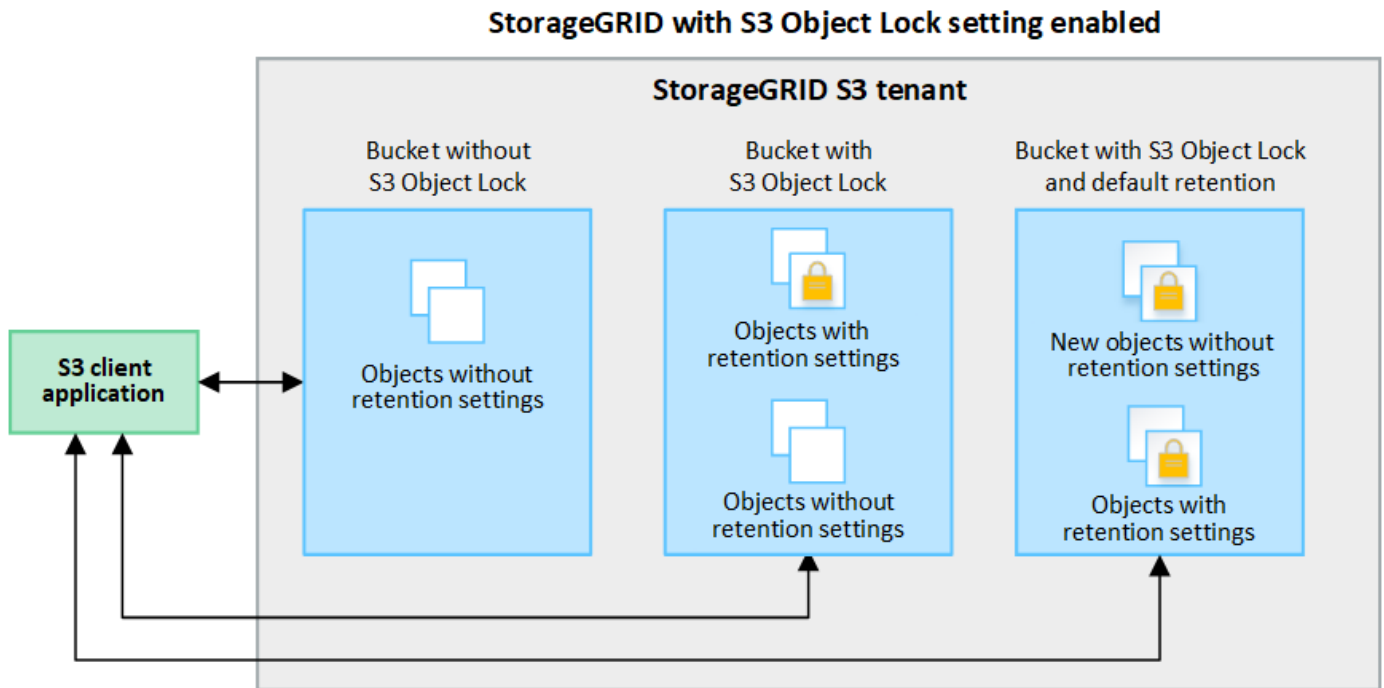 StorageGRID with S3 Object Lock setting enabled
StorageGRID S3 tenant
Bucket without
S3 Object Lock
Objects without
retention settings
Bucket with
S3 Object Lock
Objects with
retention settings
Objects without
retention settings
Bucket with S3 Object Lock
and default retention
New objects without
retention settings
Objects with
retention settings
S3 client
application